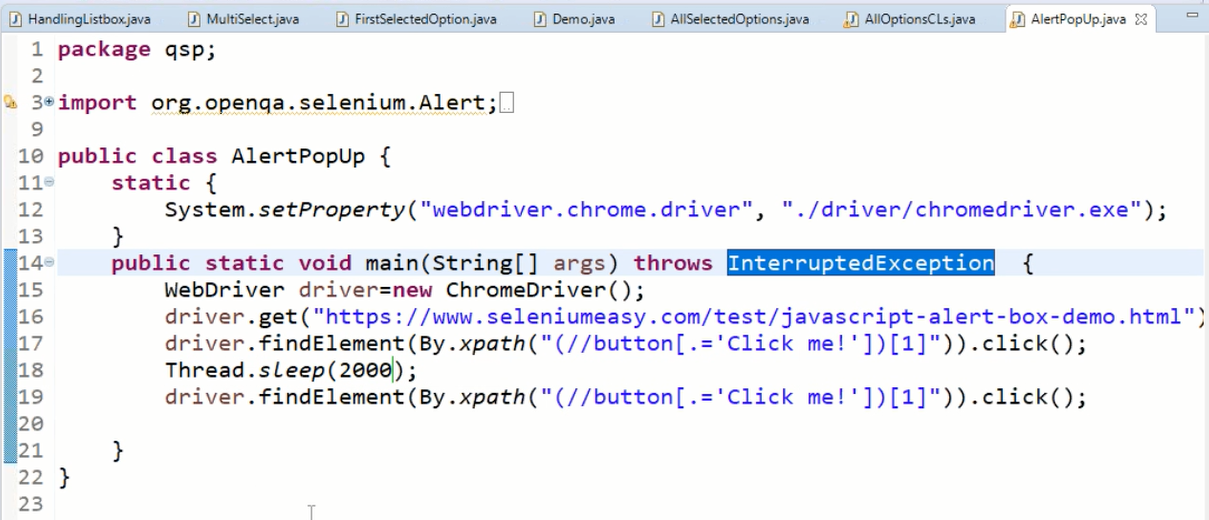 HandlingListbox.java MultiSelect.java FirstSelectedOption.java Demo.java AllSelectedOptions.java AllOptionsCLs.java AlertPopUp.java
1 package qsp;
2
3 import org.openqa.selenium.Alert;
9
10 public class AlertPopUp {
11 static {
12 System.setProperty("webdriver.chrome.driver", "./driver/chromedriver.exe");
13 }
14 public static void main(String[] args) throws InterruptedException {
15 WebDriver driver=new ChromeDriver();
16 driver.get("https://www.seleniumeasy.com/test/javascript-alert-box-demo.html")
17 driver.findElement(By.xpath("(//button[.='Click me!'])[1]")).click();
18 Thread.sleep(2000);
19 driver.findElement(By.xpath("(//button[.='Click me!'])[1]")).click();
20
21 }
22 }
23